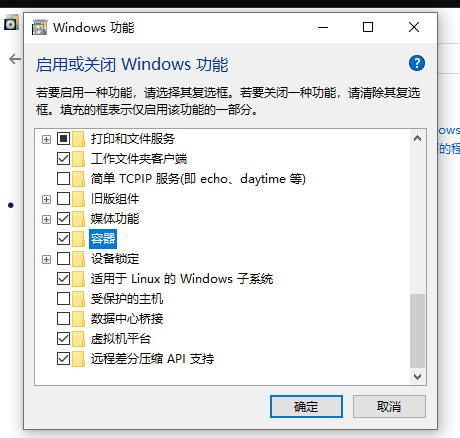 Windows 功能
启用或关闭 Windows 功能
若要启用一种功能，请选择其复选框。若要关闭一种功能，请清除其复选
框。填充的框表示仅启用该功能的一部分。
打印和文件服务
工作文件夹客户端
简单 TCPIP 服务(即 echo、daytime 等)
旧版组件
媒体功能
容器
设备锁定
适用于 Linux 的 Windows 子系统
受保护的主机
数据中心桥接
虚拟机平台
远程差分压缩 API 支持
确定
取消
ows
的程